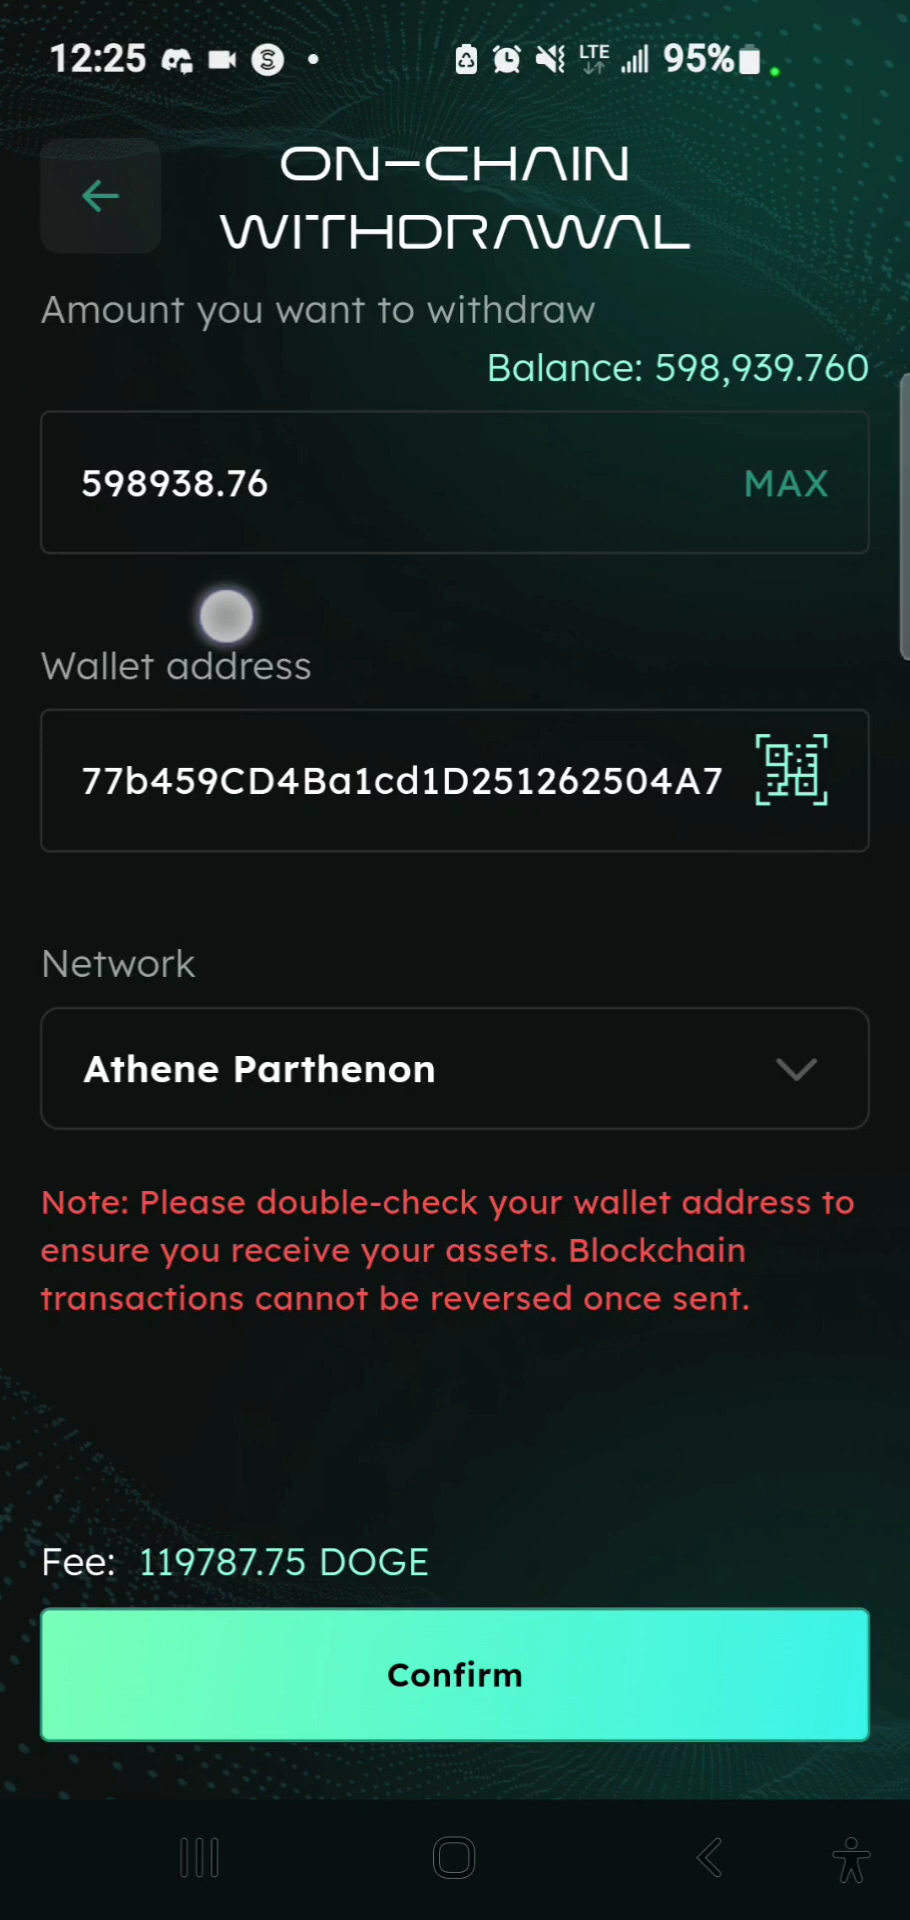 12:25 LTE 95%
ON-CHAIN
WITHDRAWAL
Amount you want to withdraw
Balance: 598,939.760
598938.76 MAX
Wallet address
77b459CD4Ba1cd1D251262504A7
Network
Athene Parthenon
Note: Please double-check your wallet address to
ensure you receive your assets. Blockchain
transactions cannot be reversed once sent.
Fee: 119787.75 DOGE
Confirm